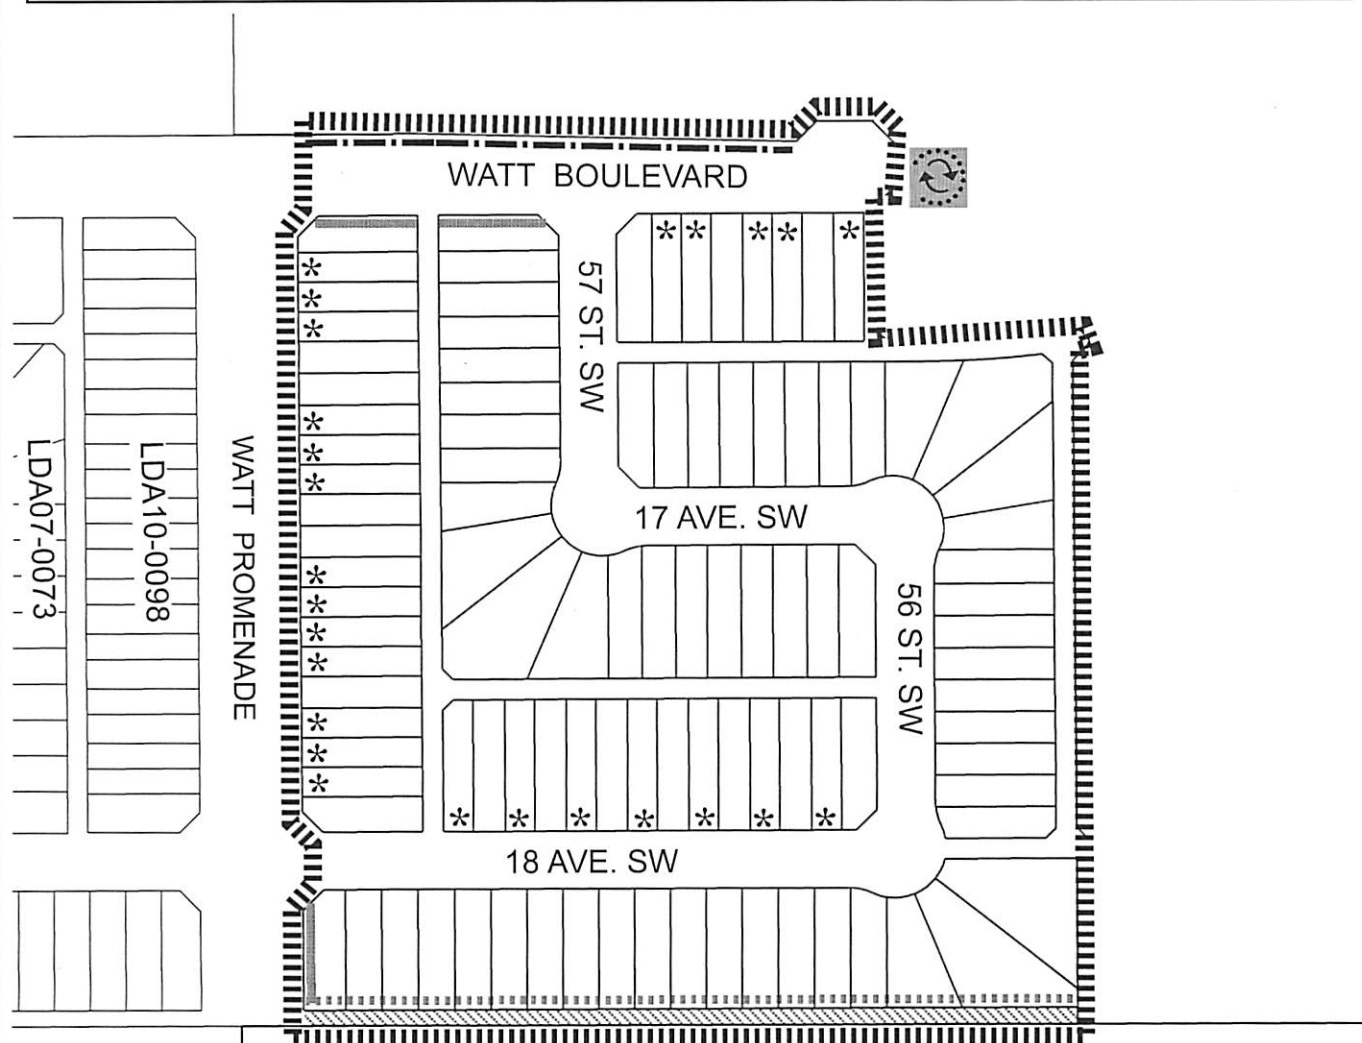 WATT BOULEVARD
57 ST. SW
WATT PROMENADE
LDA07-0073
LDA10-0098
17 AVE. SW
56 ST. SW
18 AVE. SW